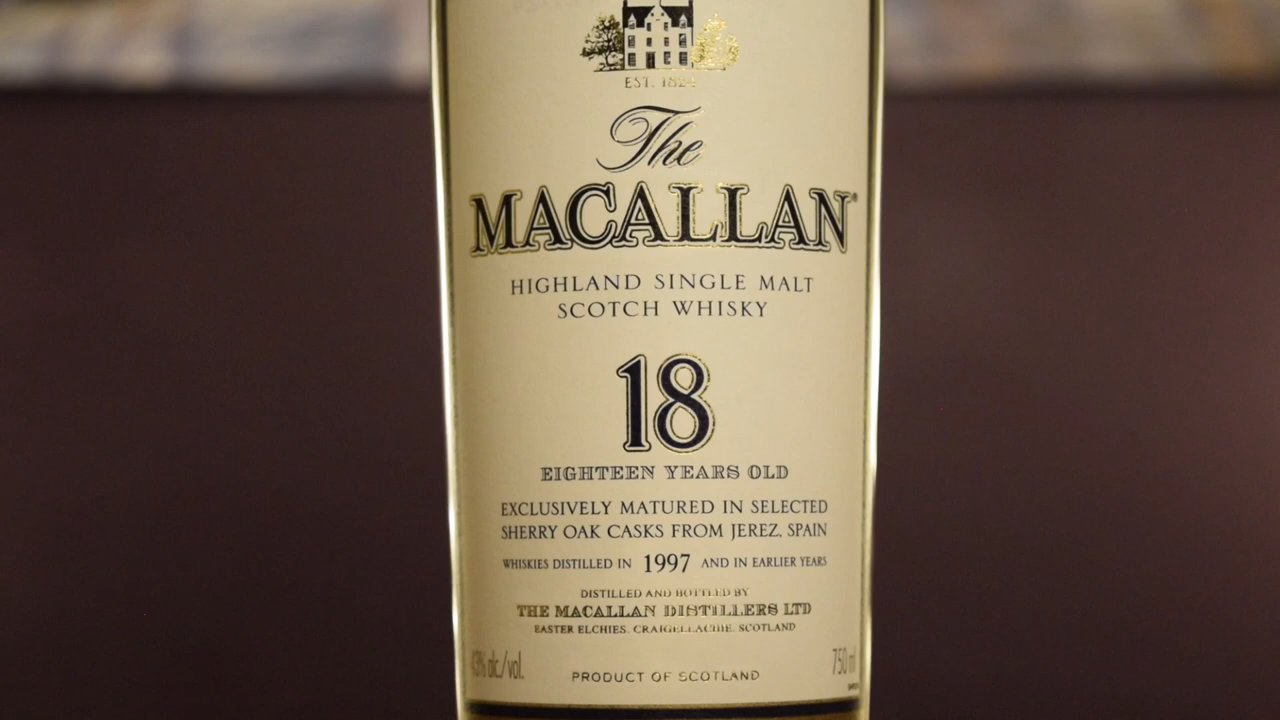 EST. 1824
The
MACALLAN®
HIGHLAND SINGLE MALT
SCOTCH WHISKY
18
EIGHTEEN YEARS OLD
EXCLUSIVELY MATURED IN SELECTED
SHERRY OAK CASKS FROM JEREZ, SPAIN
WHISKIES DISTILLED IN 1997 AND IN EARLIER YEARS
DISTILLED AND BOTTLED BY
THE MACALLAN DISTILLERS LTD
EASTER ELCHIES, CRAIGELLACHIE, SCOTLAND
43% alc/vol. 750 ml
PRODUCT OF SCOTLAND